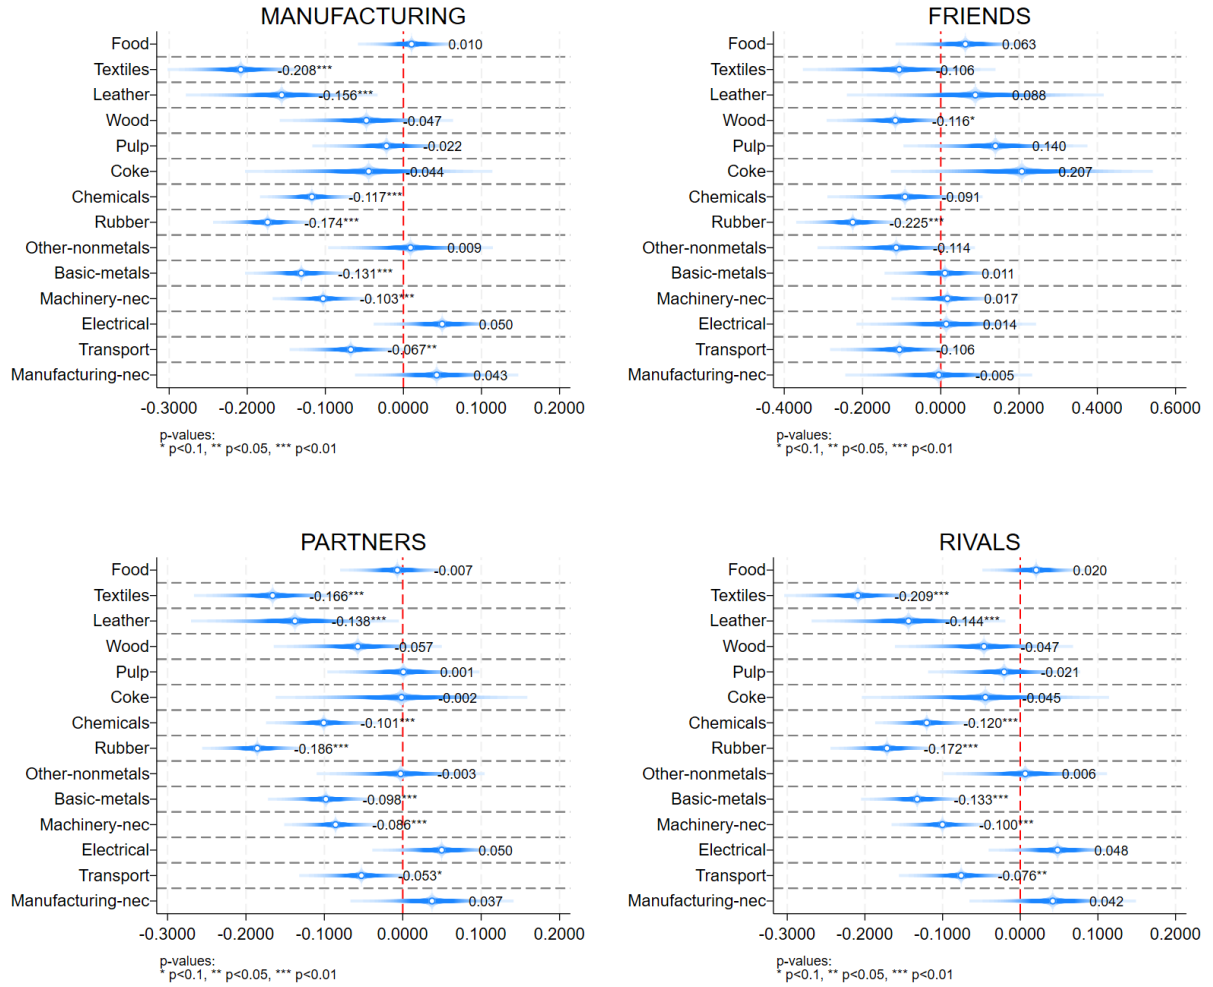 MANUFACTURING
Food 0.010
Textiles -0.208***
Leather -0.156***
Wood -0.047
Pulp -0.022
Coke -0.044
Chemicals -0.117***
Rubber -0.174***
Other-nonmetals 0.009
Basic-metals -0.131***
Machinery-nec -0.103***
Electrical 0.050
Transport -0.067**
Manufacturing-nec 0.043
-0.3000 -0.2000 -0.1000 0.0000 0.1000 0.2000
p-values:
* p<0.1, ** p<0.05, *** p<0.01
FRIENDS
Food 0.063
Textiles -0.106
Leather 0.088
Wood -0.116*
Pulp 0.140
Coke 0.207
Chemicals -0.091
Rubber -0.225***
Other-nonmetals -0.114
Basic-metals 0.011
Machinery-nec 0.017
Electrical 0.014
Transport -0.106
Manufacturing-nec -0.005
-0.4000 -0.2000 0.0000 0.2000 0.4000 0.6000
p-values:
* p<0.1, ** p<0.05, *** p<0.01
PARTNERS
Food -0.007
Textiles -0.166***
Leather -0.138***
Wood -0.057
Pulp 0.001
Coke -0.002
Chemicals -0.101***
Rubber -0.186***
Other-nonmetals -0.003
Basic-metals -0.098***
Machinery-nec -0.086***
Electrical 0.050
Transport -0.053*
Manufacturing-nec 0.037
-0.3000 -0.2000 -0.1000 0.0000 0.1000 0.2000
p-values:
* p<0.1, ** p<0.05, *** p<0.01
RIVALS
Food 0.020
Textiles -0.209***
Leather -0.144***
Wood -0.047
Pulp -0.021
Coke -0.045
Chemicals -0.120***
Rubber -0.172***
Other-nonmetals 0.006
Basic-metals -0.133***
Machinery-nec -0.100***
Electrical 0.048
Transport -0.076**
Manufacturing-nec 0.042
-0.3000 -0.2000 -0.1000 0.0000 0.1000 0.2000
p-values:
* p<0.1, ** p<0.05, *** p<0.01